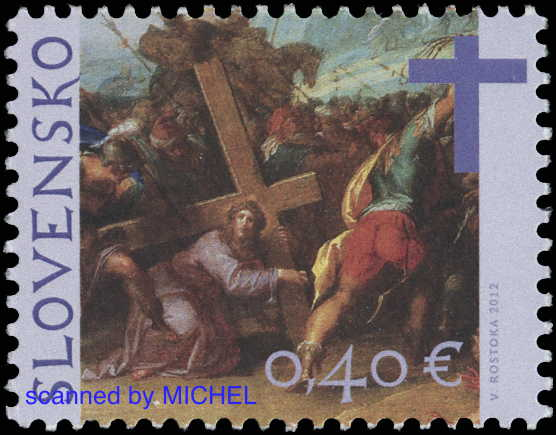 SLOVENSKO
0,40 €
V. ROSTOKA 2012
scanned by MICHEL